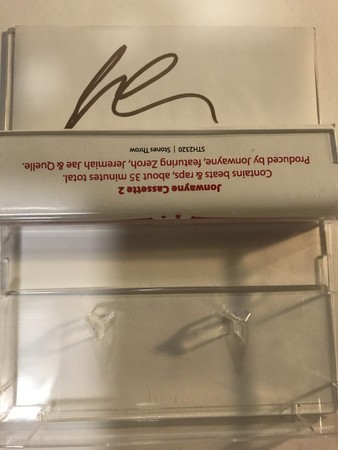 Jonwayne Cassette 2
Contains beats & raps, about 35 minutes total.
Produced by Jonwayne, featuring, Zeroh, Jeremiah Jae & Quelle.
STH2320 | Stones Throw